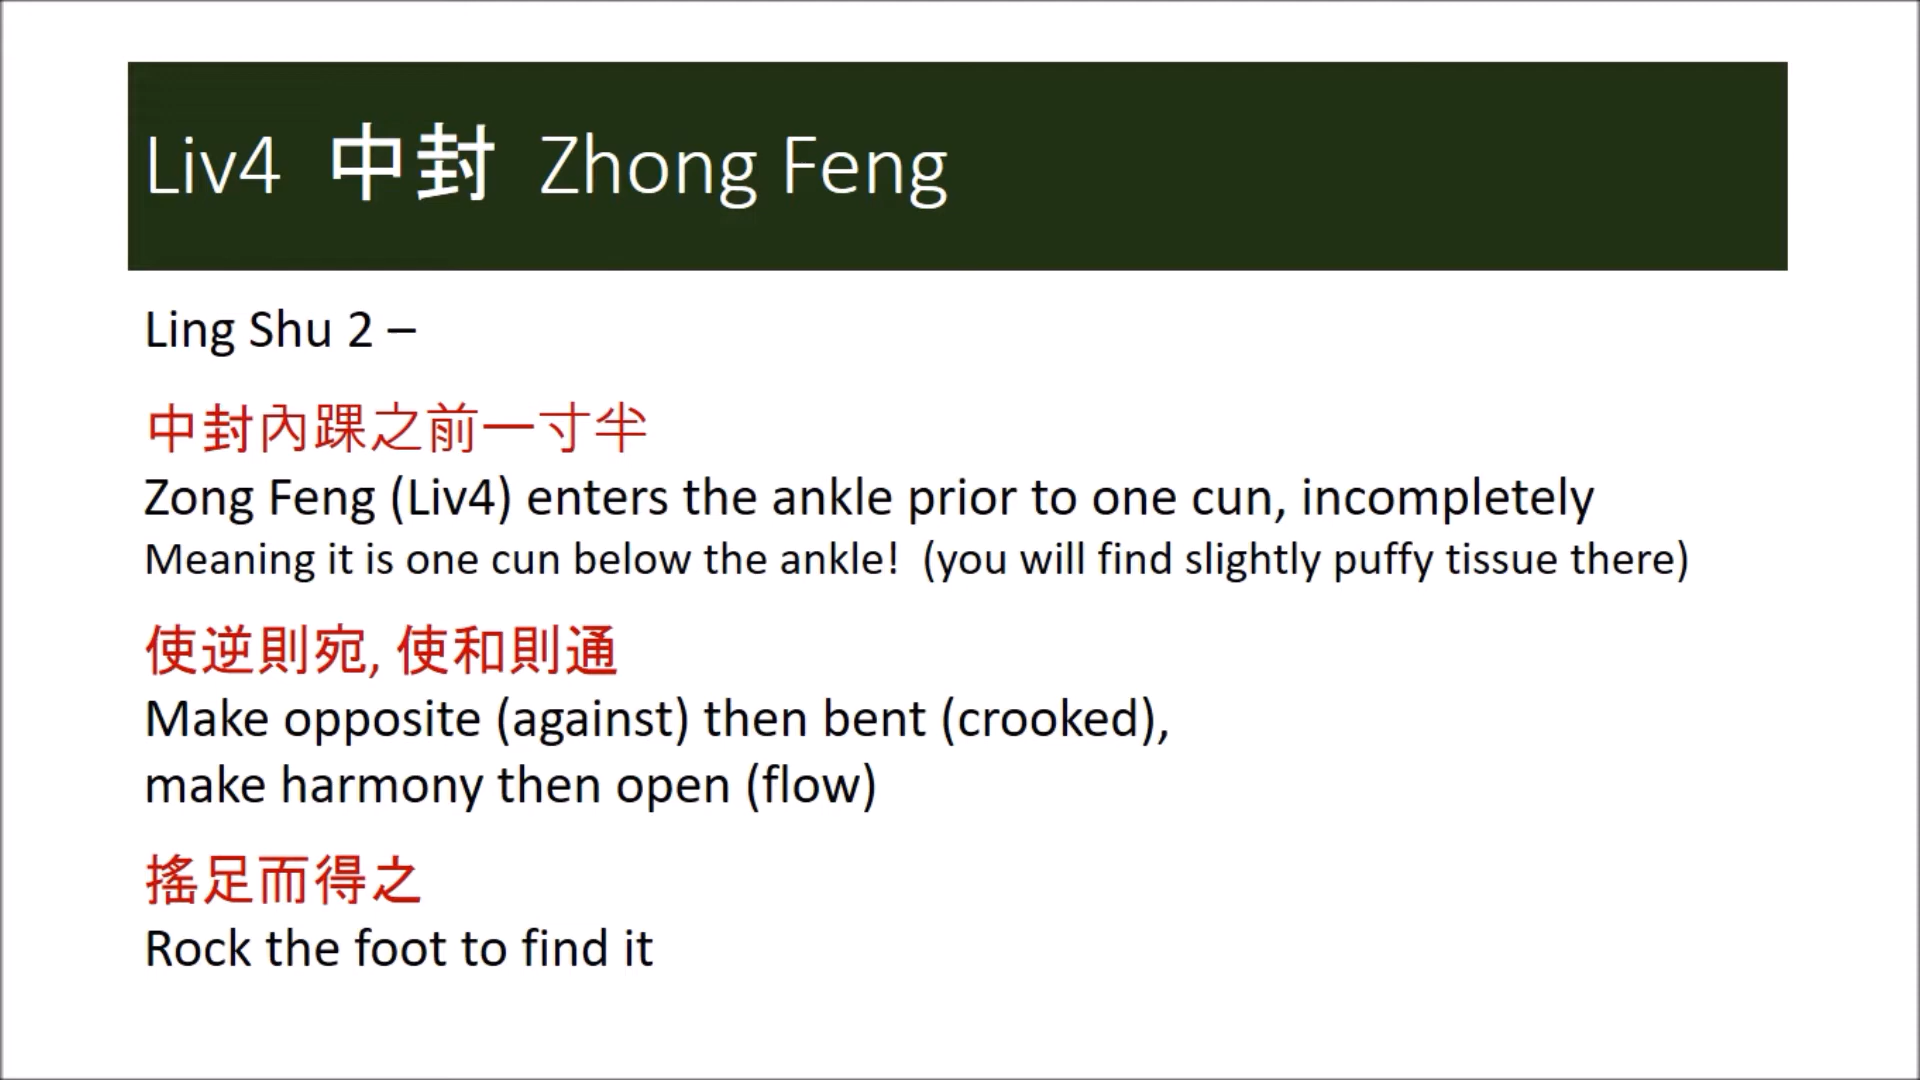 Liv4 中封 Zhong Feng
Ling Shu 2 –
中封內踝之前一寸半
Zong Feng (Liv4) enters the ankle prior to one cun, incompletely
Meaning it is one cun below the ankle! (you will find slightly puffy tissue there)
使逆則宛, 使和則通
Make opposite (against) then bent (crooked),
make harmony then open (flow)
搖足而得之
Rock the foot to find it